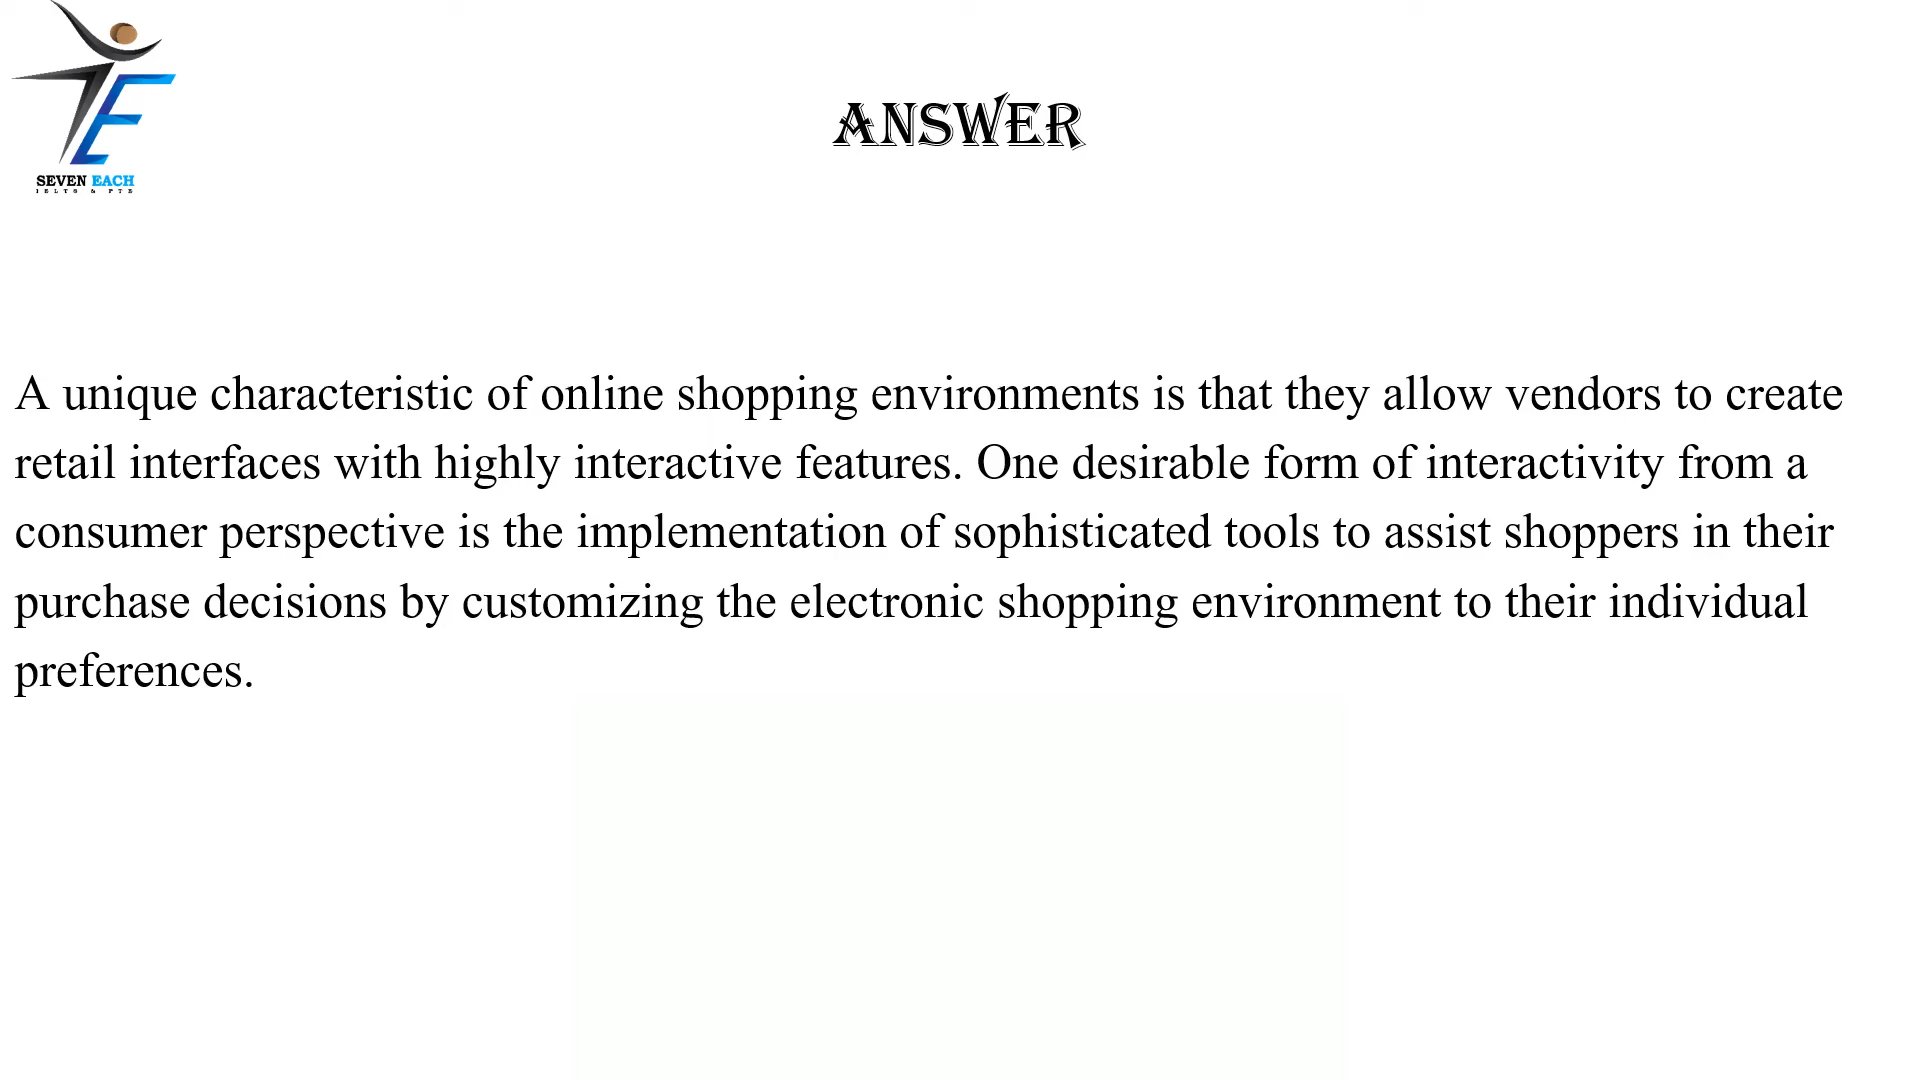 SEVEN EACH
IELTS & PTE
ANSWER
A unique characteristic of online shopping environments is that they allow vendors to create
retail interfaces with highly interactive features. One desirable form of interactivity from a
consumer perspective is the implementation of sophisticated tools to assist shoppers in their
purchase decisions by customizing the electronic shopping environment to their individual
preferences.